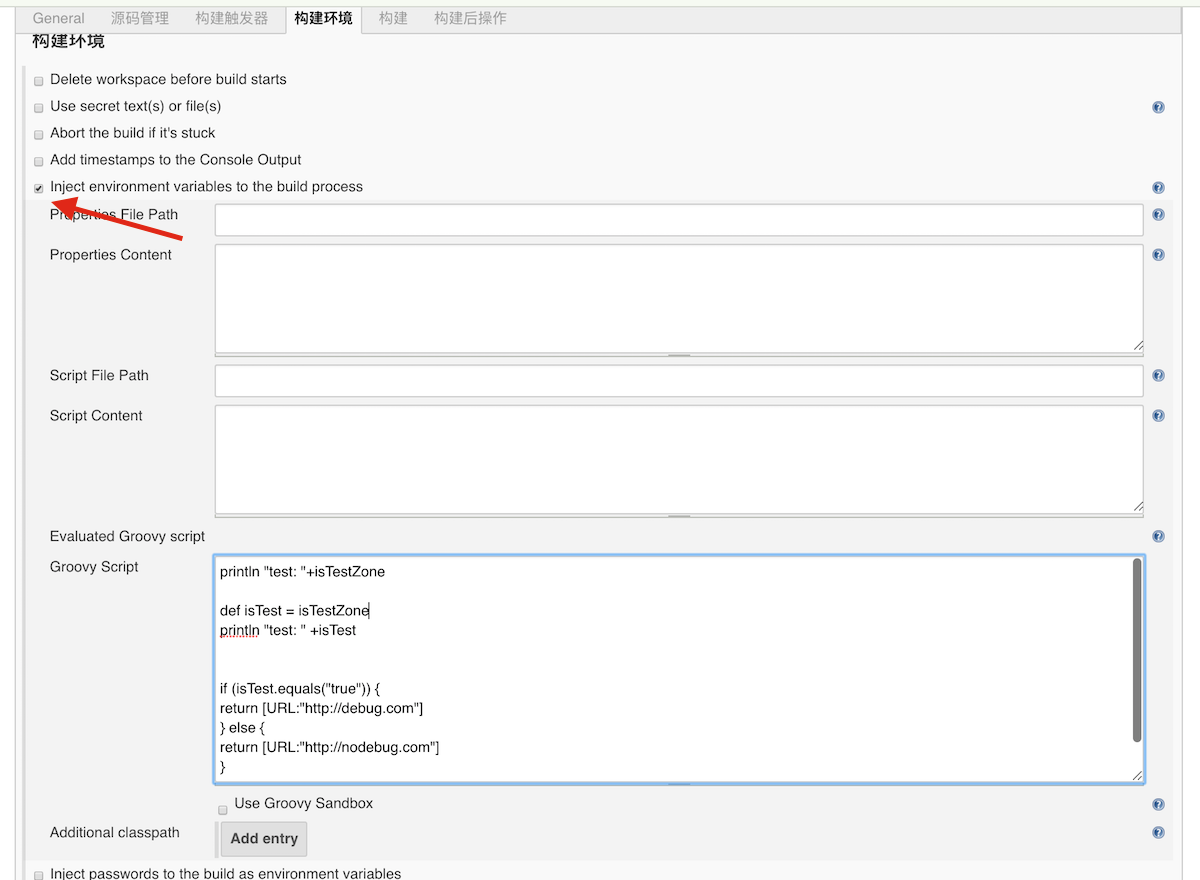 General 源码管理 构建触发器 构建环境 构建 构建后操作
构建环境
Delete workspace before build starts
Use secret text(s) or file(s)
Abort the build if it's stuck
Add timestamps to the Console Output
Inject environment variables to the build process
Properties File Path
Properties Content
Script File Path
Script Content
Evaluated Groovy script
Groovy Script
println "test: "+isTestZone
def isTest = isTestZone
println "test: " +isTest
if (isTest.equals("true")) {
return [URL:"http://debug.com"]
} else {
return [URL:"http://nodebug.com"]
}
Use Groovy Sandbox
Additional classpath
Add entry
Inject passwords to the build as environment variables